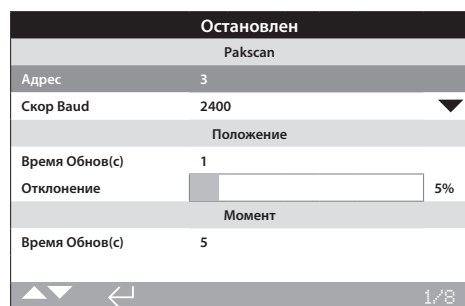 Остановлен
Pakscan
Адрес 3
Скор Baud 2400
Положение
Время Обнов(с) 1
Отклонение 5%
Момент
Время Обнов(с) 5
1/8